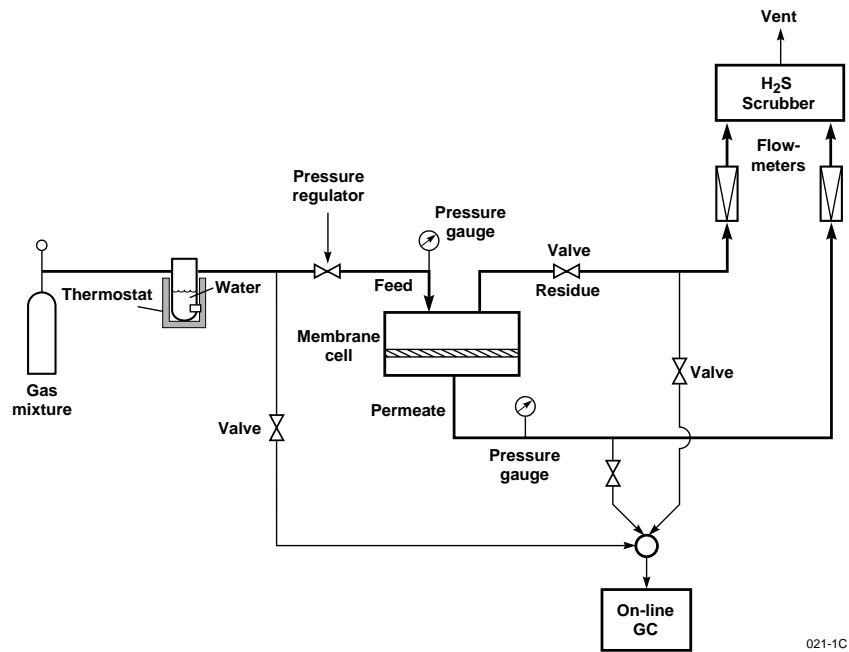 Vent
H2S
Scrubber
Flow-
meters
Pressure
regulator
Pressure
gauge
Valve
Residue
Feed
Thermostat
Water
Membrane
cell
Gas
mixture
Permeate
Valve
Valve
Pressure
gauge
On-line
GC
021-1C